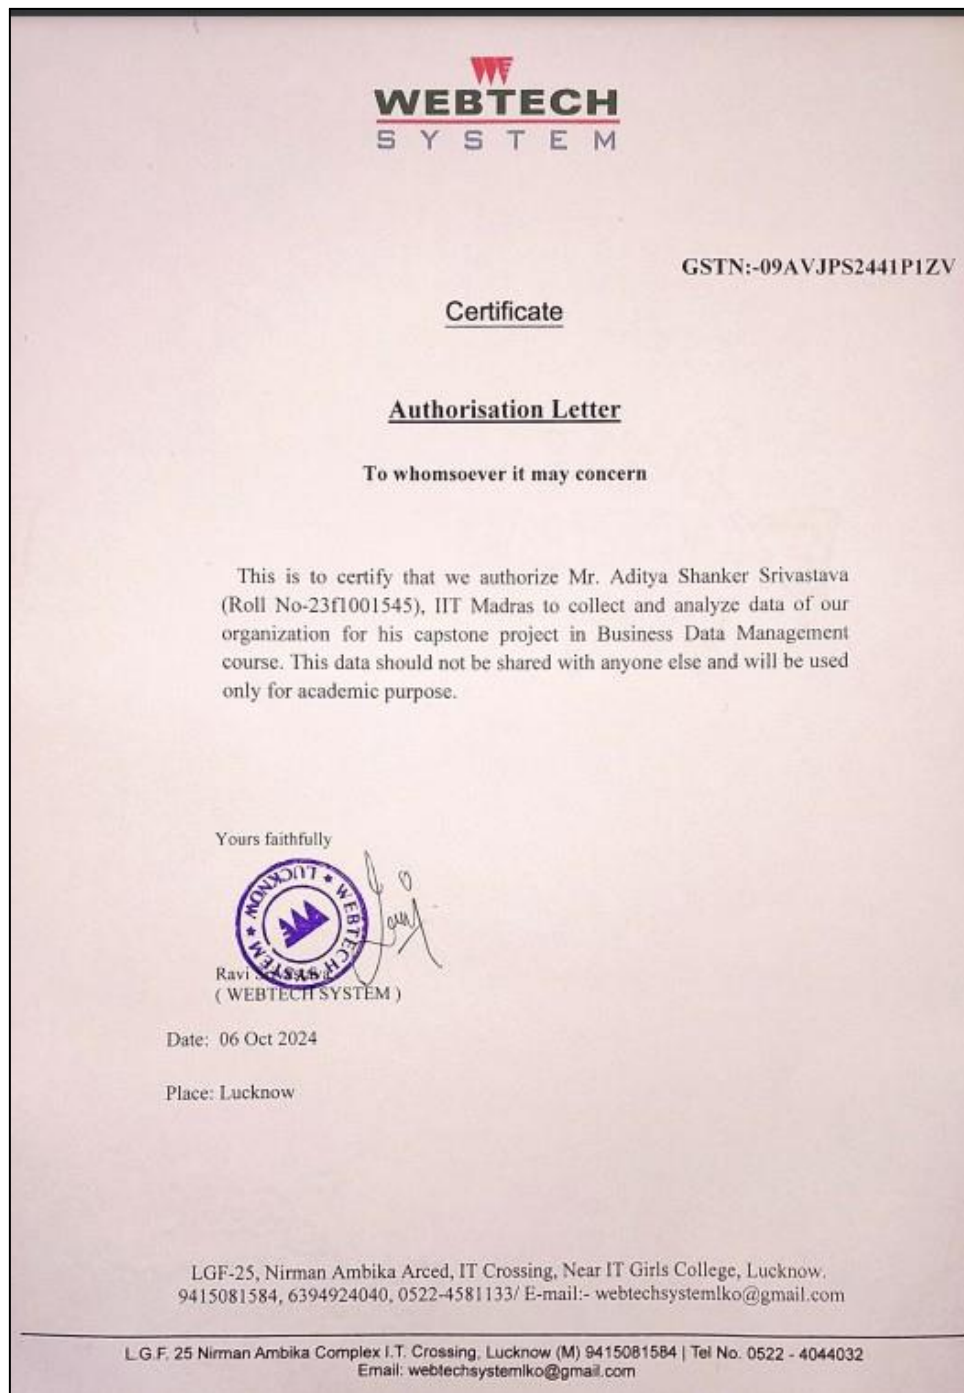 WEBTECH
SYSTEM
GSTN:-09AVJPS2441P1ZV
Certificate
Authorisation Letter
To whomsoever it may concern
This is to certify that we authorize Mr. Aditya Shanker Srivastava
(Roll No-23f1001545), IIT Madras to collect and analyze data of our
organization for his capstone project in Business Data Management
course. This data should not be shared with anyone else and will be used
only for academic purpose.
Yours faithfully
WEBTECH SYSTEM * LUCKNOW *
Ravi
( WEBTECH SYSTEM )
Date: 06 Oct 2024
Place: Lucknow
LGF-25, Nirman Ambika Arced, IT Crossing, Near IT Girls College, Lucknow.
9415081584, 6394924040, 0522-4581133/ E-mail:- webtechsystemlko@gmail.com
L.G.F. 25 Nirman Ambika Complex I.T. Crossing, Lucknow (M) 9415081584 | Tel No. 0522 - 4044032
Email: webtechsystemlko@gmail.com